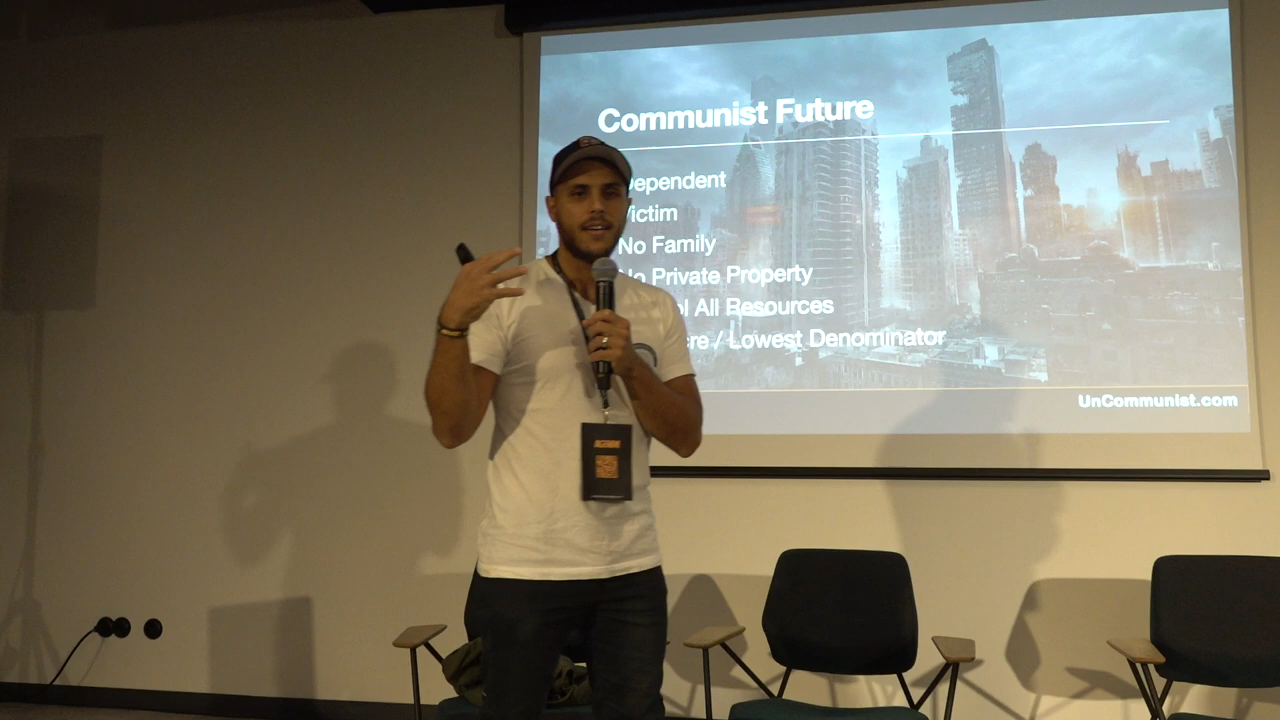 Communist Future
Dependent
Victim
No Family
No Private Property
All Resources
/ Lowest Denominator
UnCommunist.com